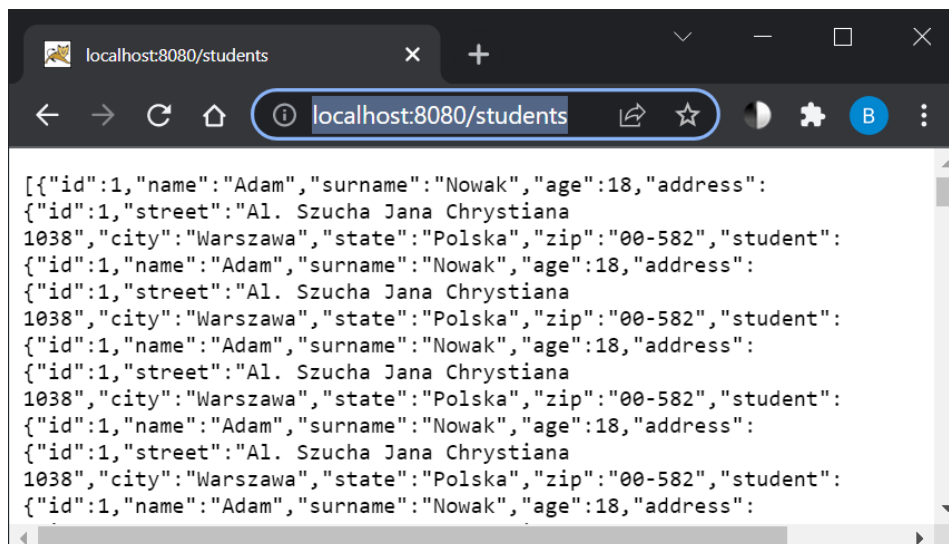 localhost:8080/students
localhost:8080/students
B
[{"id":1,"name":"Adam","surname":"Nowak","age":18,"address":
{"id":1,"street":"Al. Szucha Jana Chrystiana
1038","city":"Warszawa","state":"Polska","zip":"00-582","student":
{"id":1,"name":"Adam","surname":"Nowak","age":18,"address":
{"id":1,"street":"Al. Szucha Jana Chrystiana
1038","city":"Warszawa","state":"Polska","zip":"00-582","student":
{"id":1,"name":"Adam","surname":"Nowak","age":18,"address":
{"id":1,"street":"Al. Szucha Jana Chrystiana
1038","city":"Warszawa","state":"Polska","zip":"00-582","student":
{"id":1,"name":"Adam","surname":"Nowak","age":18,"address":
{"id":1,"street":"Al. Szucha Jana Chrystiana
1038","city":"Warszawa","state":"Polska","zip":"00-582","student":
{"id":1,"name":"Adam","surname":"Nowak","age":18,"address":